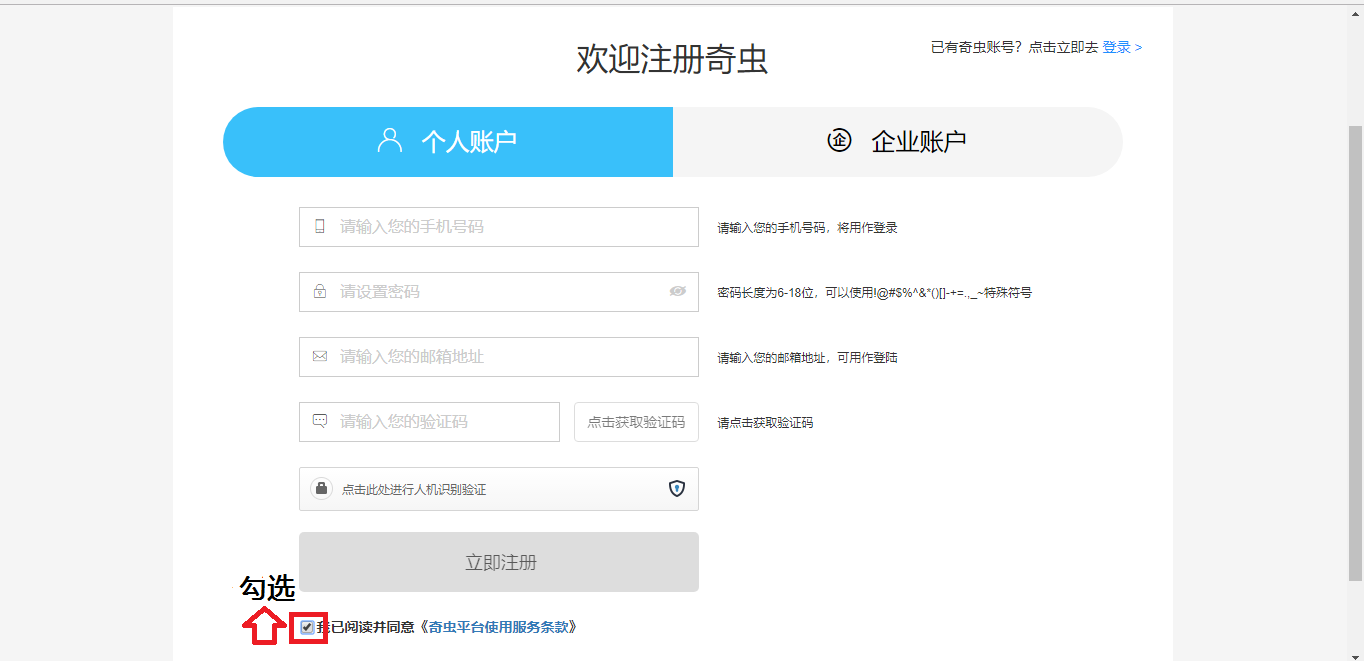 欢迎注册奇虫
已有奇虫账号？点击立即去 登录 >
个人账户
企 企业账户
请输入您的手机号码
请输入您的手机号码，将用作登录
请设置密码
密码长度为6-18位，可以使用!@#$%^&*()[]-+=.,_~特殊符号
请输入您的邮箱地址
请输入您的邮箱地址，可用作登陆
请输入您的验证码
点击获取验证码
请点击获取验证码
点击此处进行人机识别验证
立即注册
勾选
我已阅读并同意《奇虫平台使用服务条款》